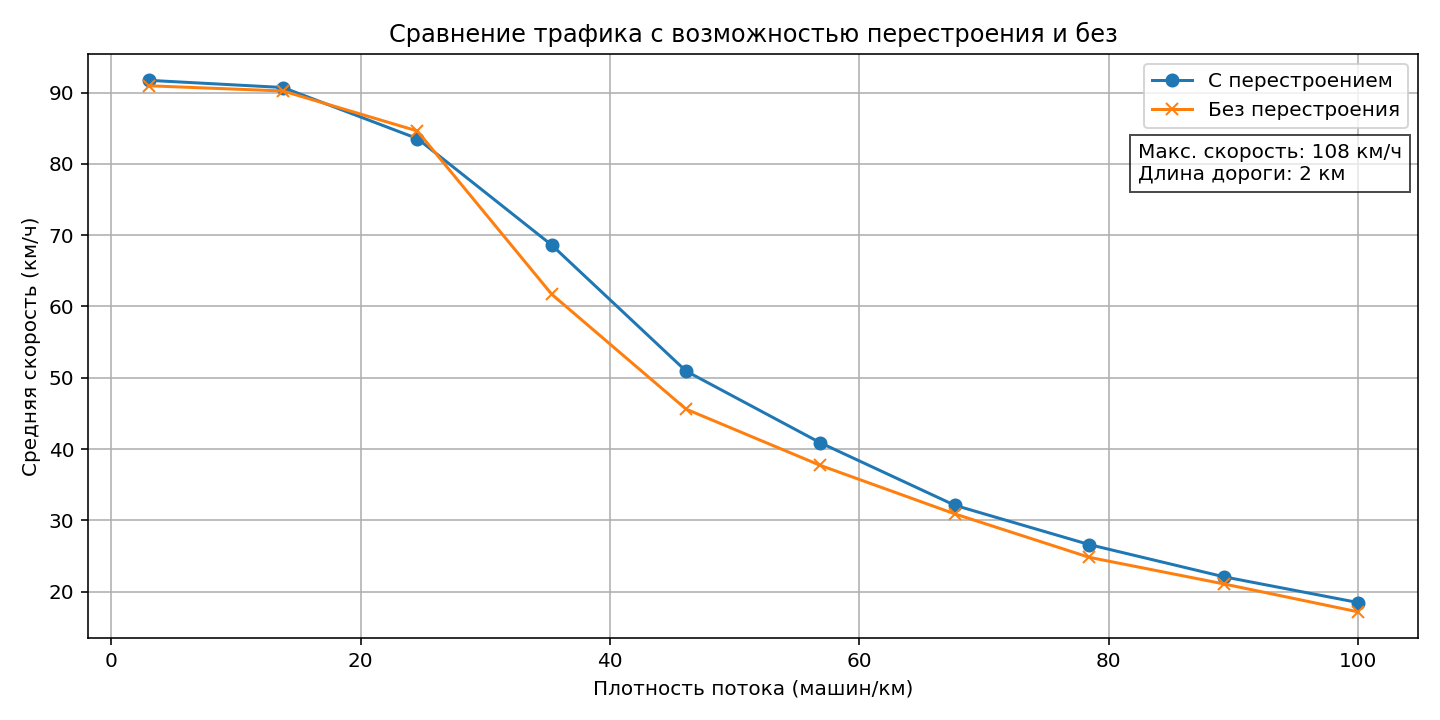 Сравнение трафика с возможностью перестроения и без
С перестроением
Без перестроения
Макс. скорость: 108 км/ч
Длина дороги: 2 км
Средняя скорость (км/ч)
90
80
70
60
50
40
30
20
0
20
40
60
80
100
Плотность потока (машин/км)